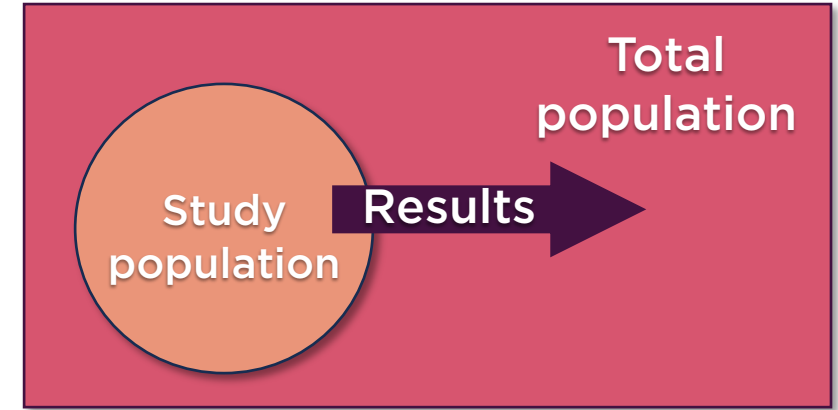 Total
population
Study
population
Results